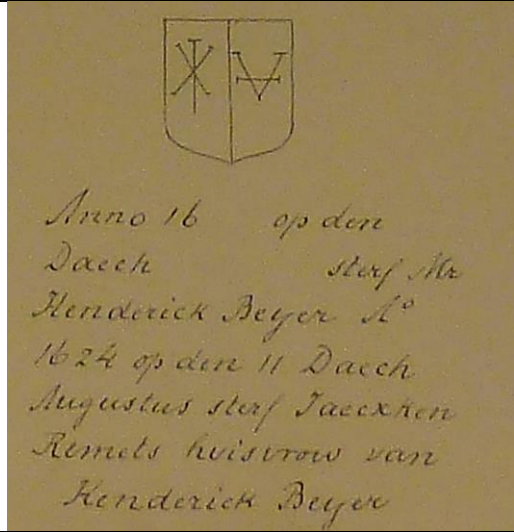 Anno 16 op den
Daech sterf Mr
Henderick Beyer A°
1624 op den 11 Daech
Augustus sterf Jaecxken
Remets huisvrow van
Henderick Beyer